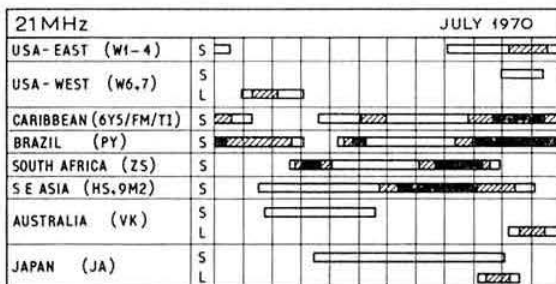 21MHz JULY 1970
USA-EAST (W1-4) S
USA-WEST (W6,7) S
L
CARIBBEAN (6Y5/FM/TI) S
BRAZIL (PY) S
SOUTH AFRICA (ZS) S
S E ASIA (HS,9M2) S
AUSTRALIA (VK) S
L
JAPAN (JA) S
L